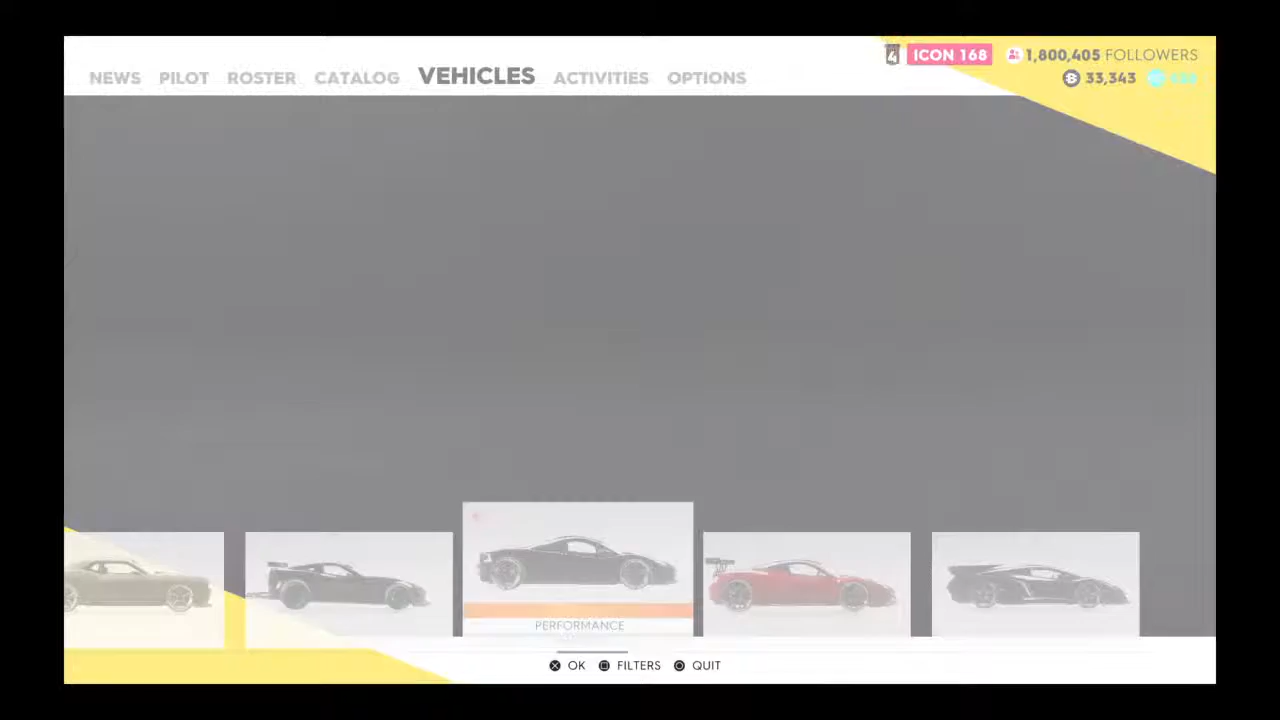 4 ICON 168 1,800,405 FOLLOWERS
NEWS PILOT ROSTER CATALOG VEHICLES ACTIVITIES OPTIONS 33,343
PERFORMANCE
OK FILTERS QUIT